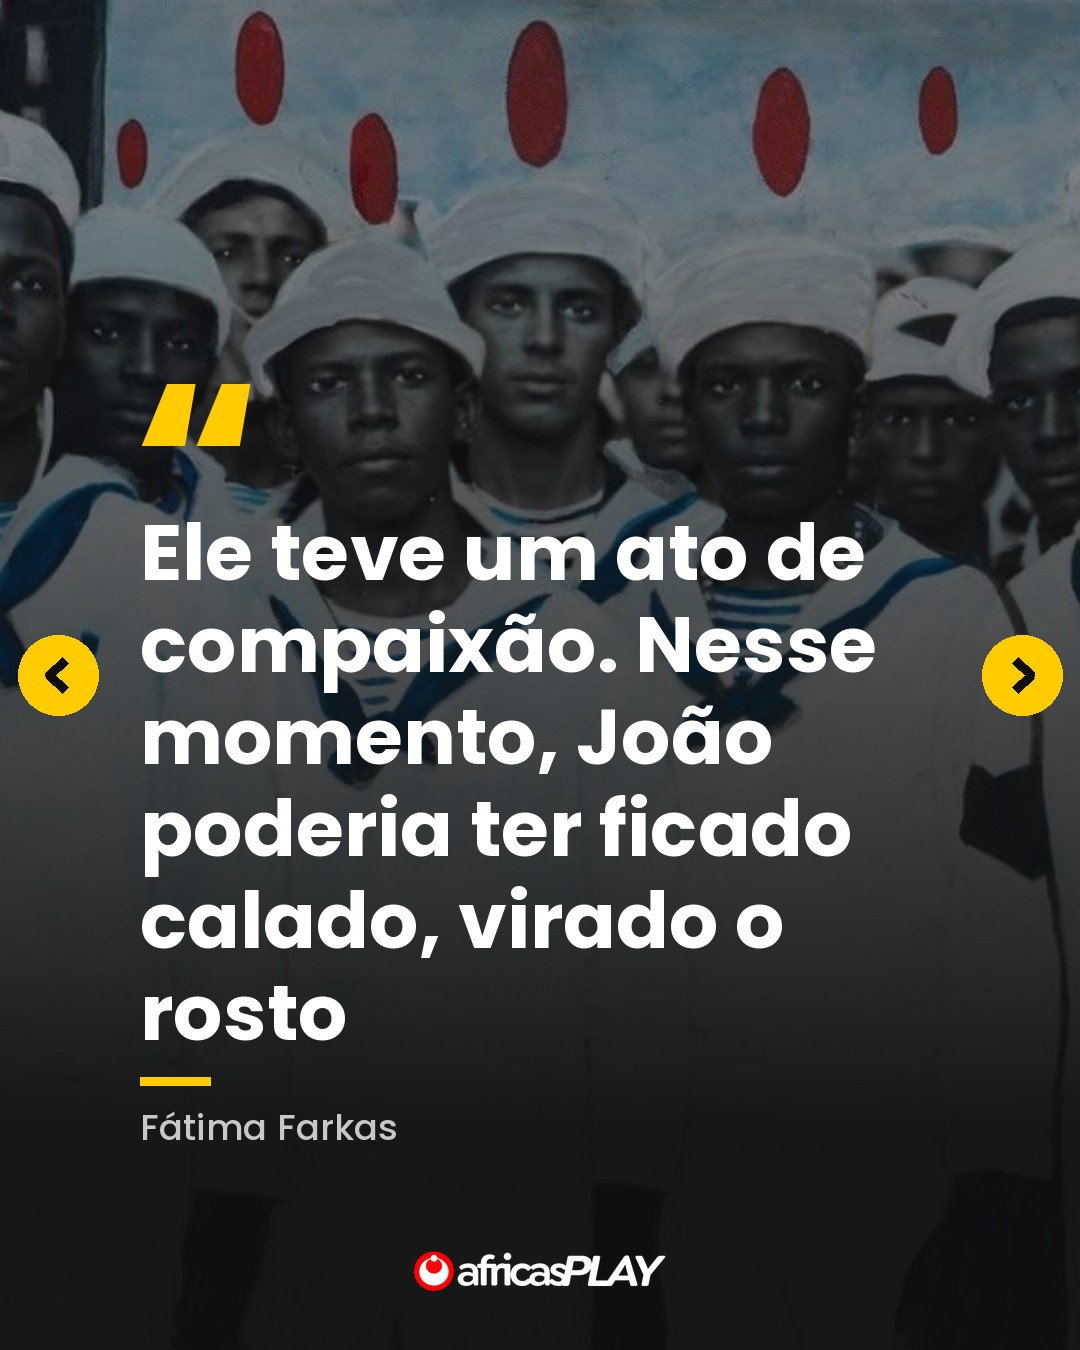 Ele teve um ato de
compaixão. Nesse
momento, João
poderia ter ficado
calado, virado o
rosto
Fátima Farkas
africasPLAY